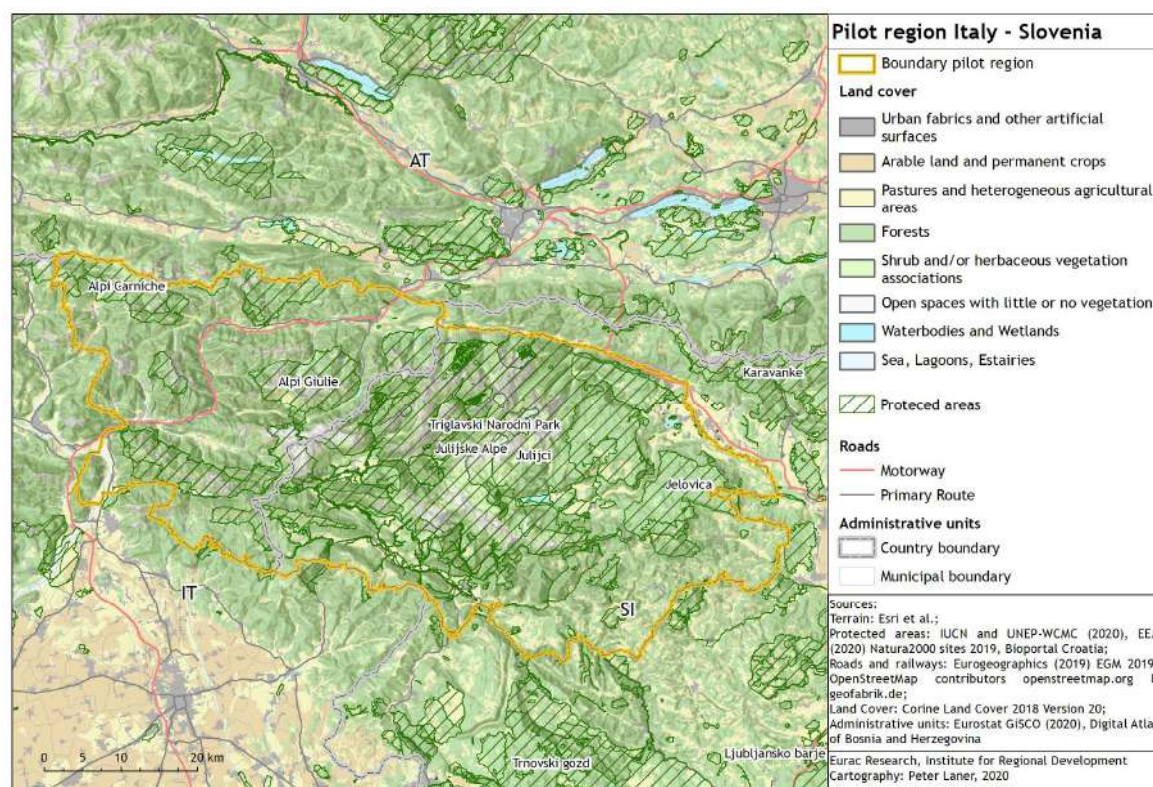 Pilot region Italy - Slovenia
Boundary pilot region
Land cover
Urban fabrics and other artificial
surfaces
Arable land and permanent crops
Pastures and heterogeneous agricultural
areas
Forests
Shrub and/or herbaceous vegetation
associations
Open spaces with little or no vegetation
Waterbodies and Wetlands
Sea, Lagoons, Estairies
Proteced areas
Roads
Motorway
Primary Route
Administrative units
Country boundary
Municipal boundary
Sources:
Terrain: Esri et al.;
Protected areas: IUCN and UNEP-WCMC (2020), EE
(2020) Natura2000 sites 2019, Bioportal Croatia;
Roads and railways: Eurogeographics (2019) EGM 2019
OpenStreetMap contributors openstreetmap.org
geofabrik.de;
Land Cover: Corine Land Cover 2018 Version 20;
Administrative units: Eurostat GISCO (2020), Digital Atla
of Bosnia and Herzegovina
Eurac Research, Institute for Regional Development
Cartography: Peter Laner, 2020
AT
Alpi Carniche
Alpi Giulie
Karavanke
Triglavski Narodni Park
Julijske Alpe
Julijci
Jelovica
IT
SI
Ljubljansko barje
Trnovski gozd
0 5 10 20 km